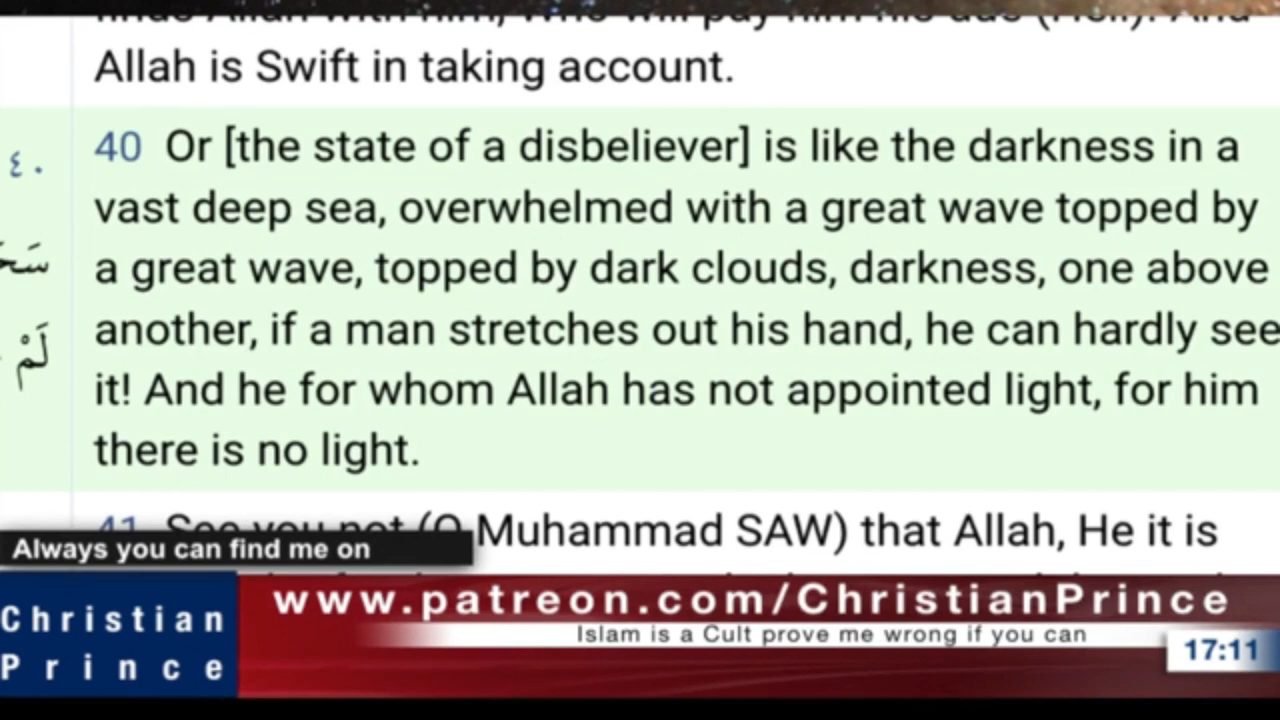 Allah is Swift in taking account.
٤٠
40 Or [the state of a disbeliever] is like the darkness in a
vast deep sea, overwhelmed with a great wave topped by
a great wave, topped by dark clouds, darkness, one above
another, if a man stretches out his hand, he can hardly see
it! And he for whom Allah has not appointed light, for him
there is no light.
لَمْ
41 See you not (O Muhammad SAW) that Allah, He it is
Always you can find me on
Christian
Prince
www.patreon.com/ChristianPrince
Islam is a Cult prove me wrong if you can
17:11